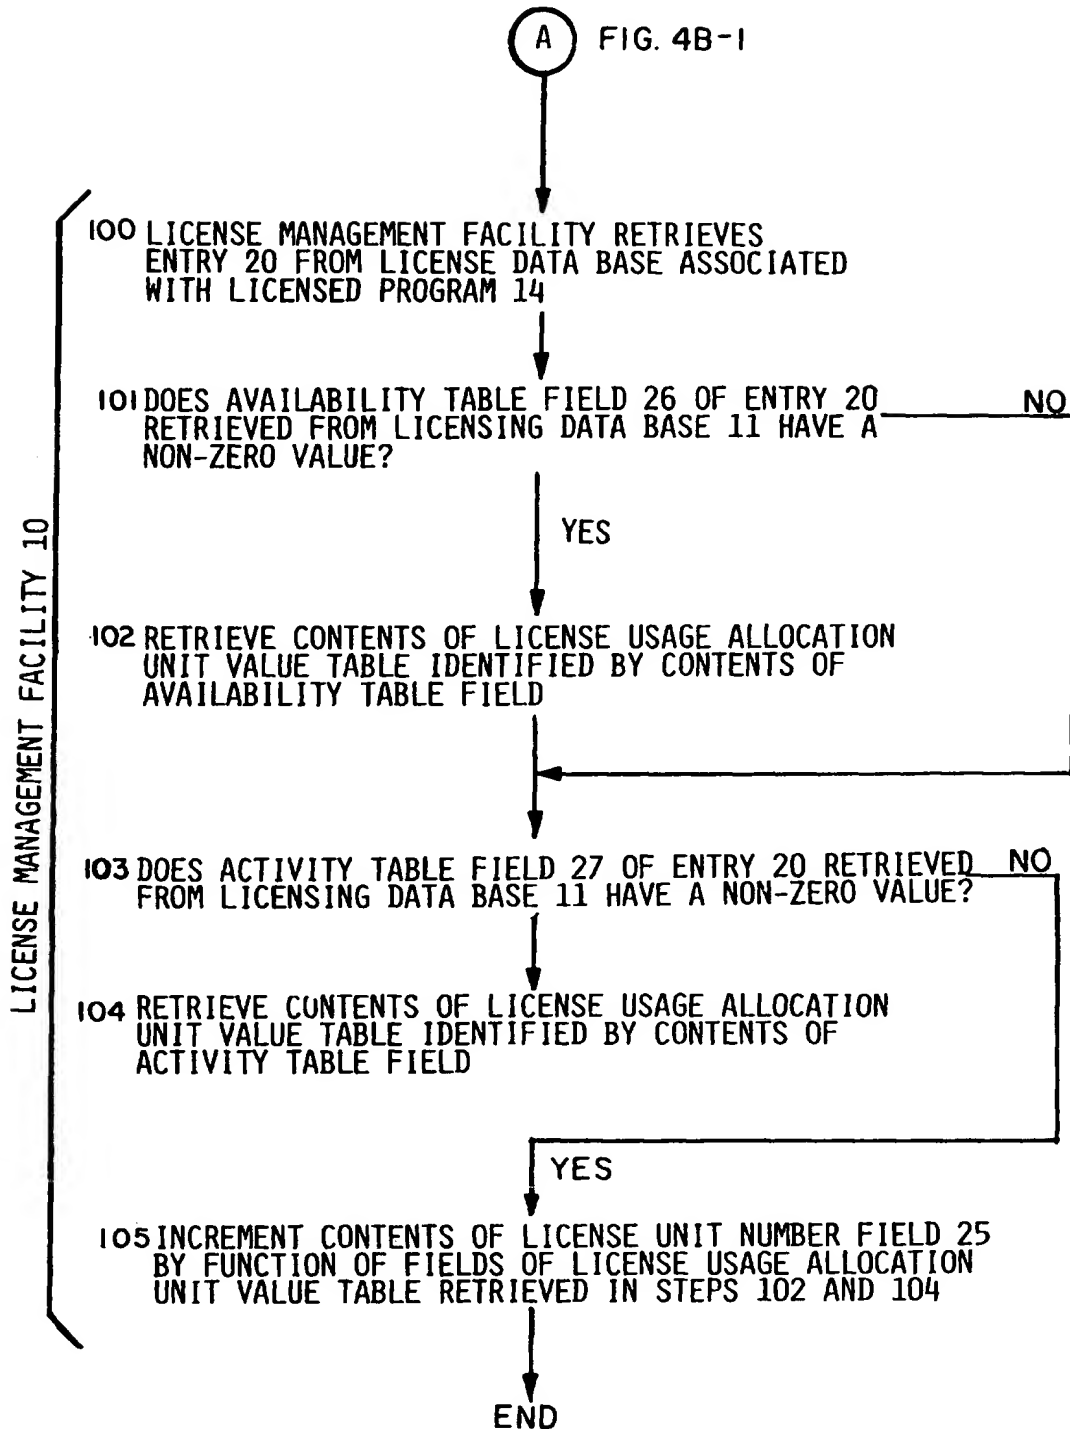 A FIG. 4B-1
100 LICENSE MANAGEMENT FACILITY RETRIEVES
ENTRY 20 FROM LICENSE DATA BASE ASSOCIATED
WITH LICENSED PROGRAM 14
101 DOES AVAILABILITY TABLE FIELD 26 OF ENTRY 20 NO
RETRIEVED FROM LICENSING DATA BASE 11 HAVE A
NON-ZERO VALUE?
YES
102 RETRIEVE CONTENTS OF LICENSE USAGE ALLOCATION
UNIT VALUE TABLE IDENTIFIED BY CONTENTS OF
AVAILABILITY TABLE FIELD
LICENSE MANAGEMENT FACILITY 10
103 DOES ACTIVITY TABLE FIELD 27 OF ENTRY 20 RETRIEVED NO
FROM LICENSING DATA BASE 11 HAVE A NON-ZERO VALUE?
104 RETRIEVE CONTENTS OF LICENSE USAGE ALLOCATION
UNIT VALUE TABLE IDENTIFIED BY CONTENTS OF
ACTIVITY TABLE FIELD
YES
105 INCREMENT CONTENTS OF LICENSE UNIT NUMBER FIELD 25
BY FUNCTION OF FIELDS OF LICENSE USAGE ALLOCATION
UNIT VALUE TABLE RETRIEVED IN STEPS 102 AND 104
END